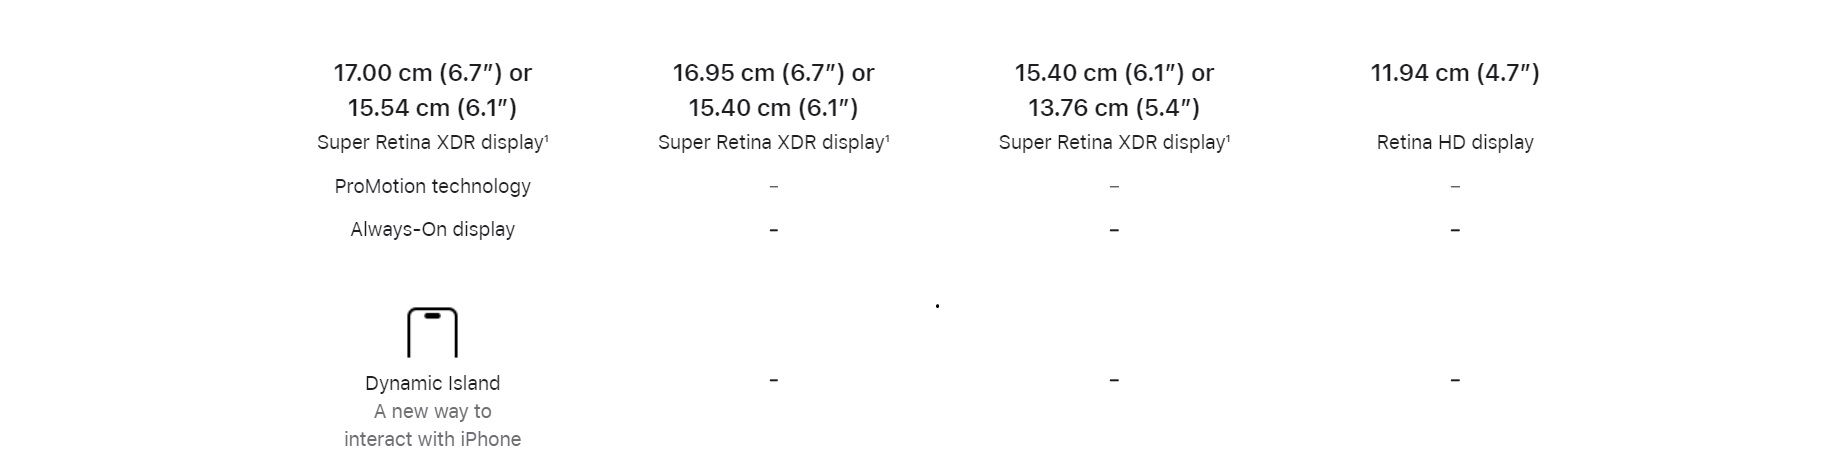 17.00 cm (6.7″) or
15.54 cm (6.1″)
Super Retina XDR display¹
ProMotion technology
Always-On display
Dynamic Island
A new way to
interact with iPhone
16.95 cm (6.7″) or
15.40 cm (6.1″)
Super Retina XDR display¹
–
-
-
15.40 cm (6.1″) or
13.76 cm (5.4″)
Super Retina XDR display¹
–
-
-
11.94 cm (4.7″)
Retina HD display
–
-
-